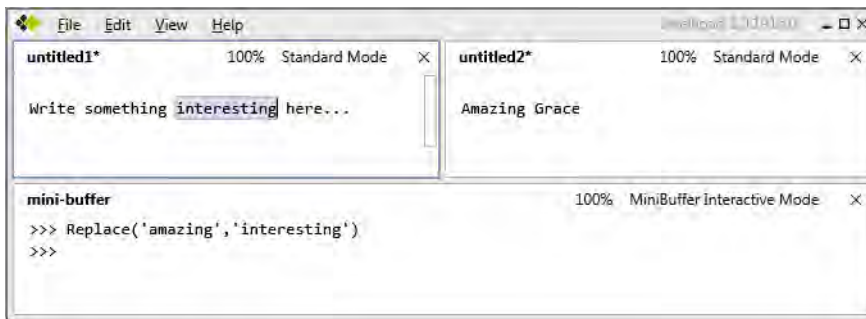 File Edit View Help
untitled1* 100% Standard Mode ×
Write something interesting here...
untitled2* 100% Standard Mode ×
Amazing Grace
mini-buffer 100% MiniBuffer Interactive Mode ×
>>> Replace('amazing','interesting')
>>>